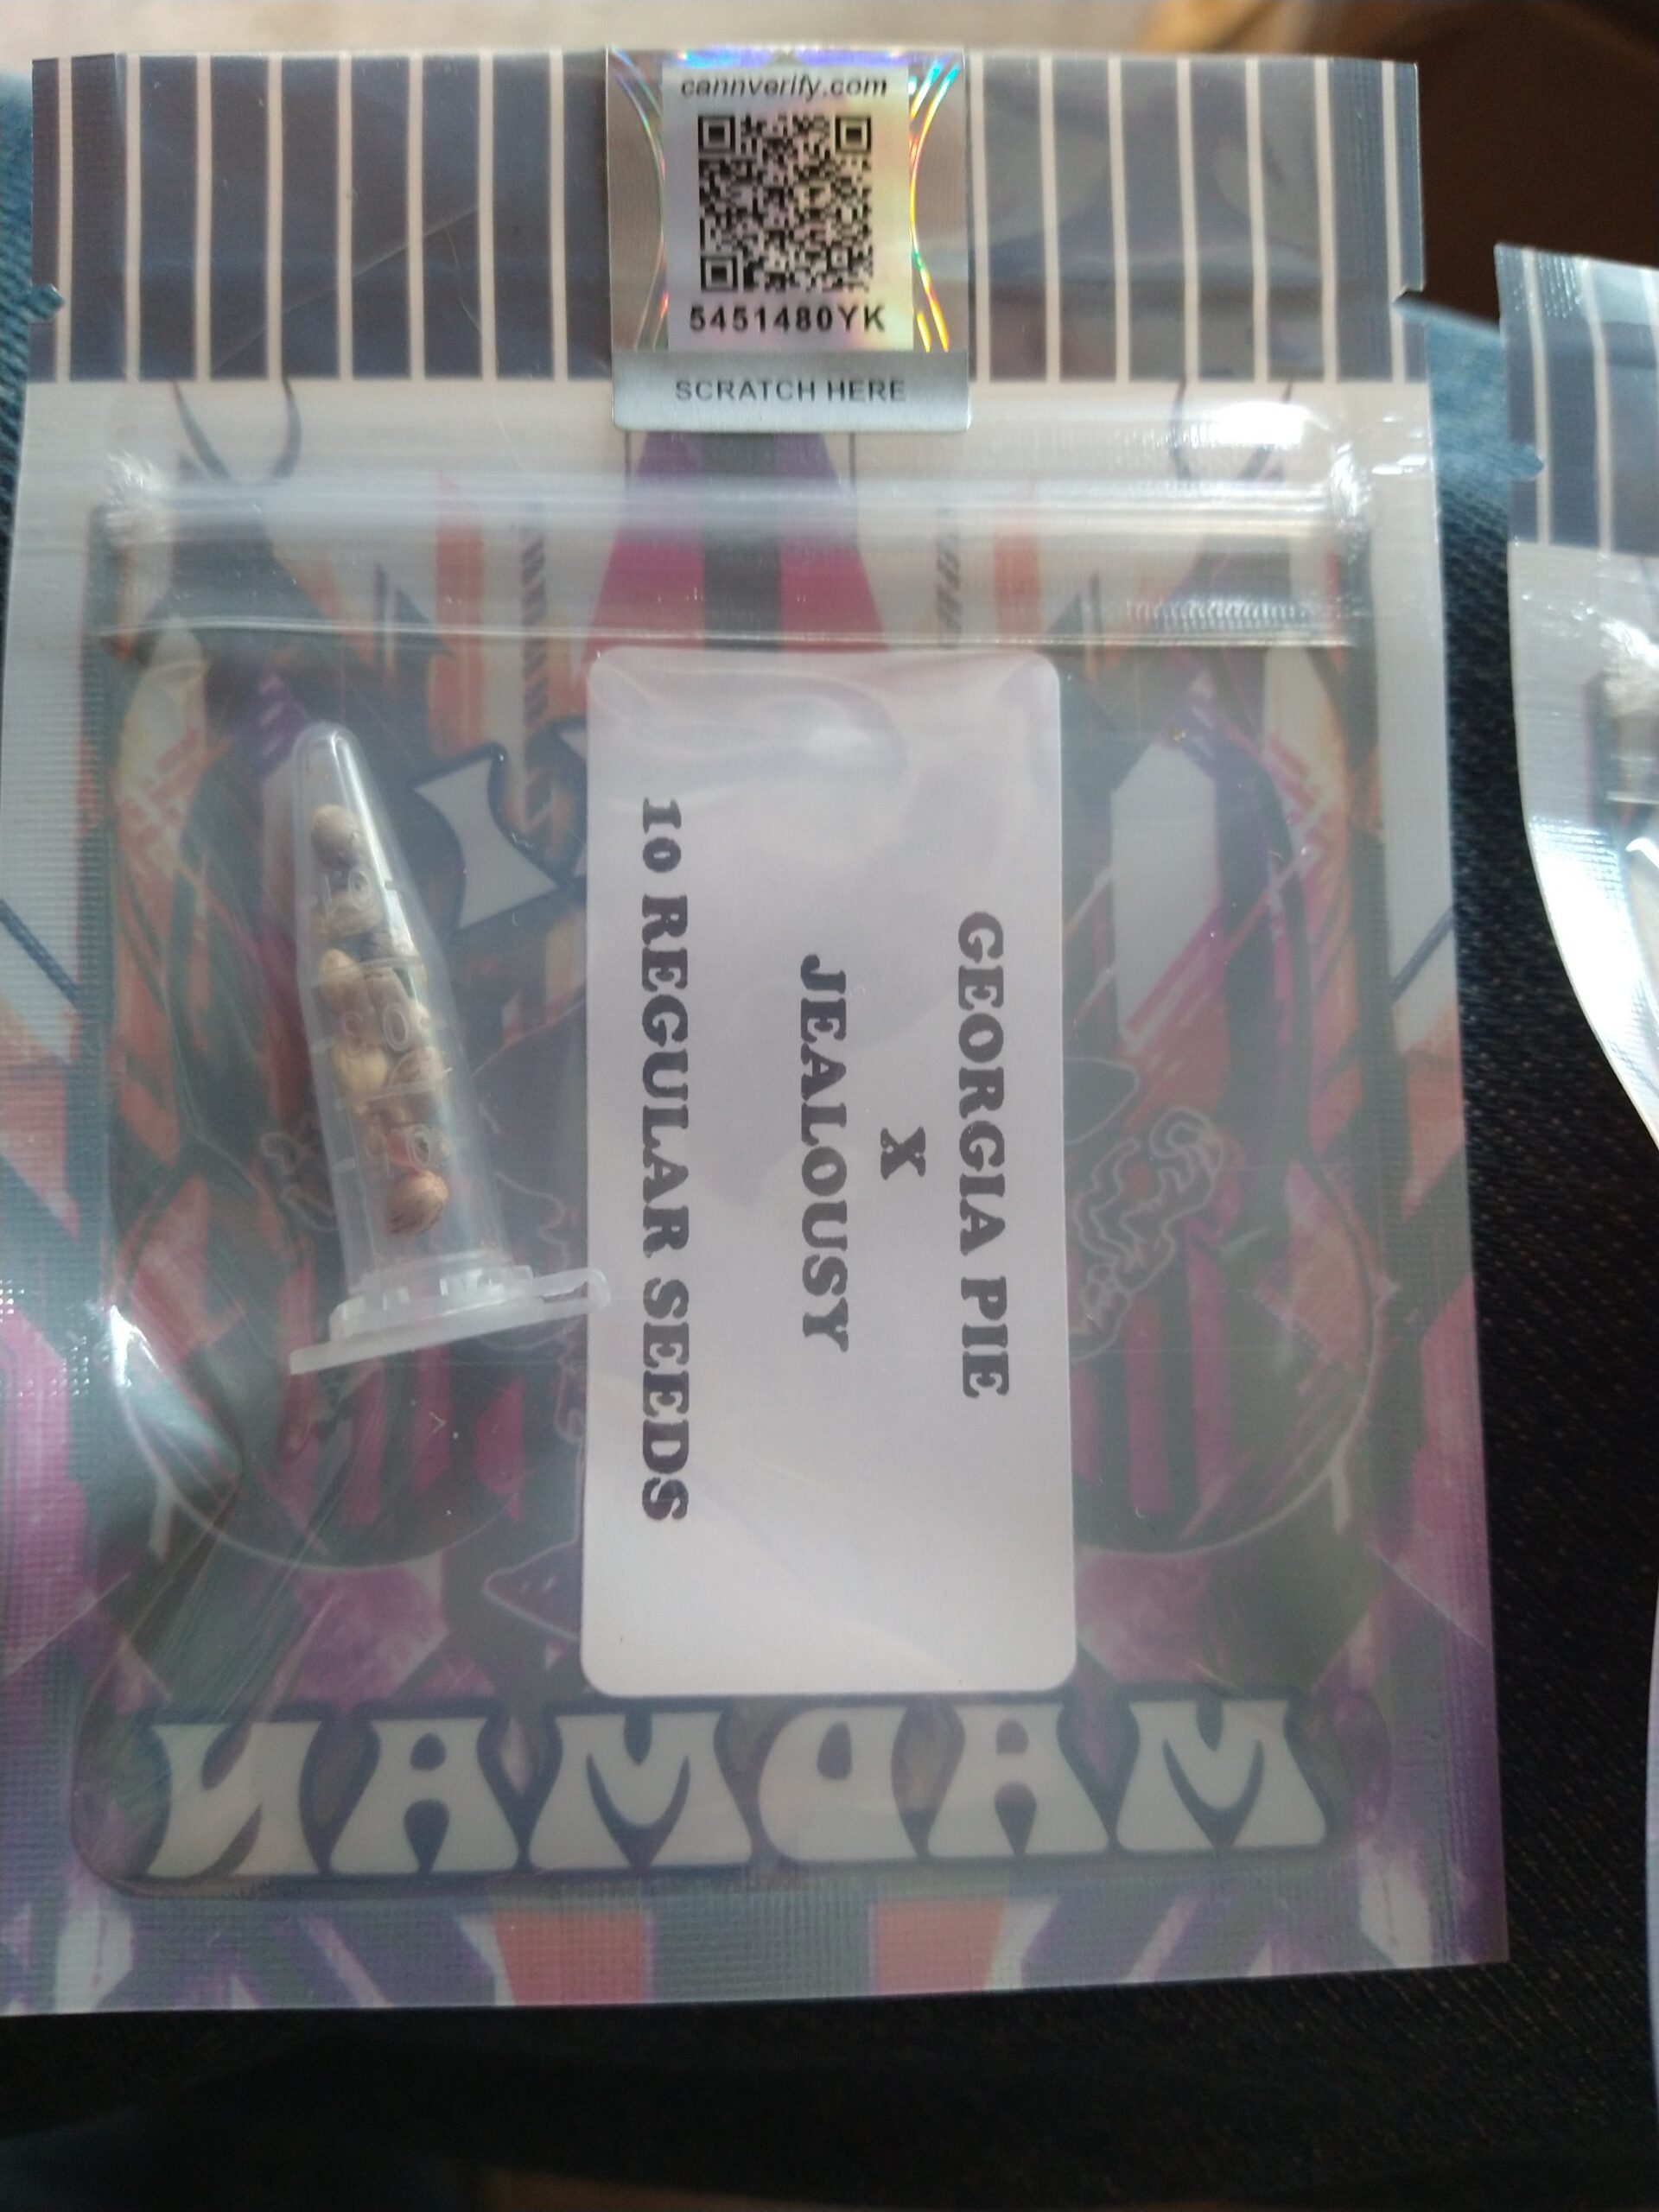 cannverify.com
5451480YK
SCRATCH HERE
GEORGIA PIE
X
JEALOUSY
10 REGULAR SEEDS
MADMAN